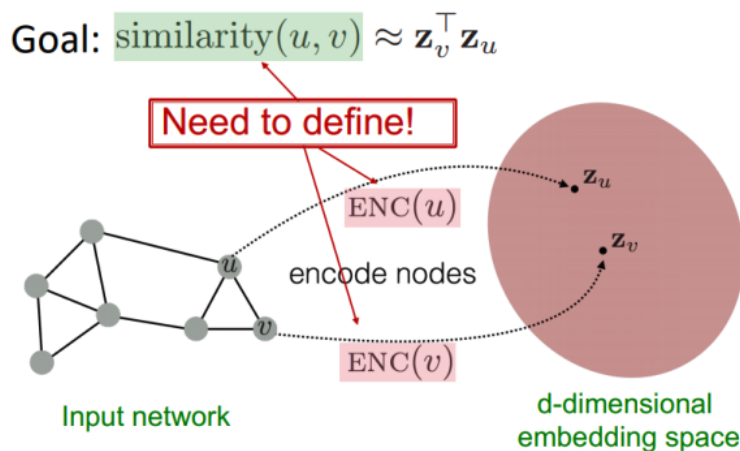 Goal: similarity(u, v) ≈ z_v^⊤ z_u
Need to define!
z_u
ENC(u)
z_v
u
encode nodes
v
ENC(v)
Input network
d-dimensional
embedding space